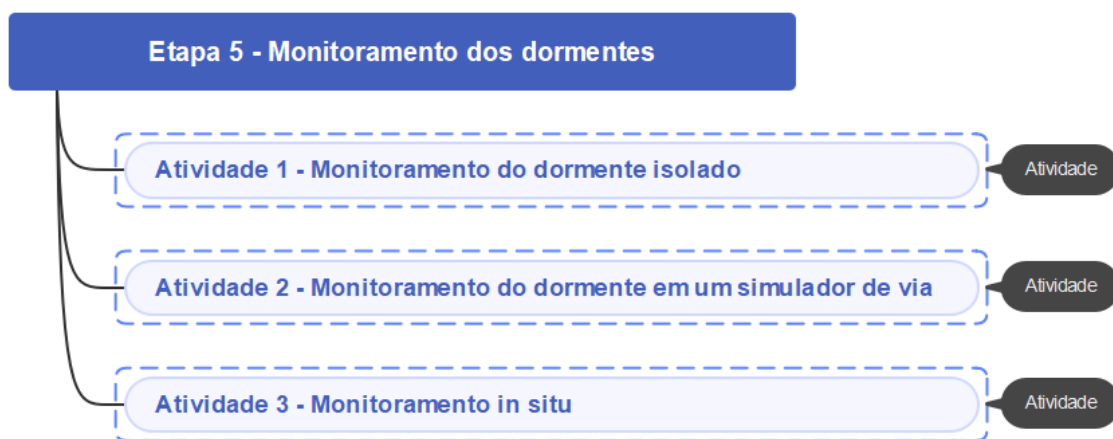 Etapa 5 - Monitoramento dos dormentes
Atividade 1 - Monitoramento do dormente isolado
Atividade
Atividade 2 - Monitoramento do dormente em um simulador de via
Atividade
Atividade 3 - Monitoramento in situ
Atividade